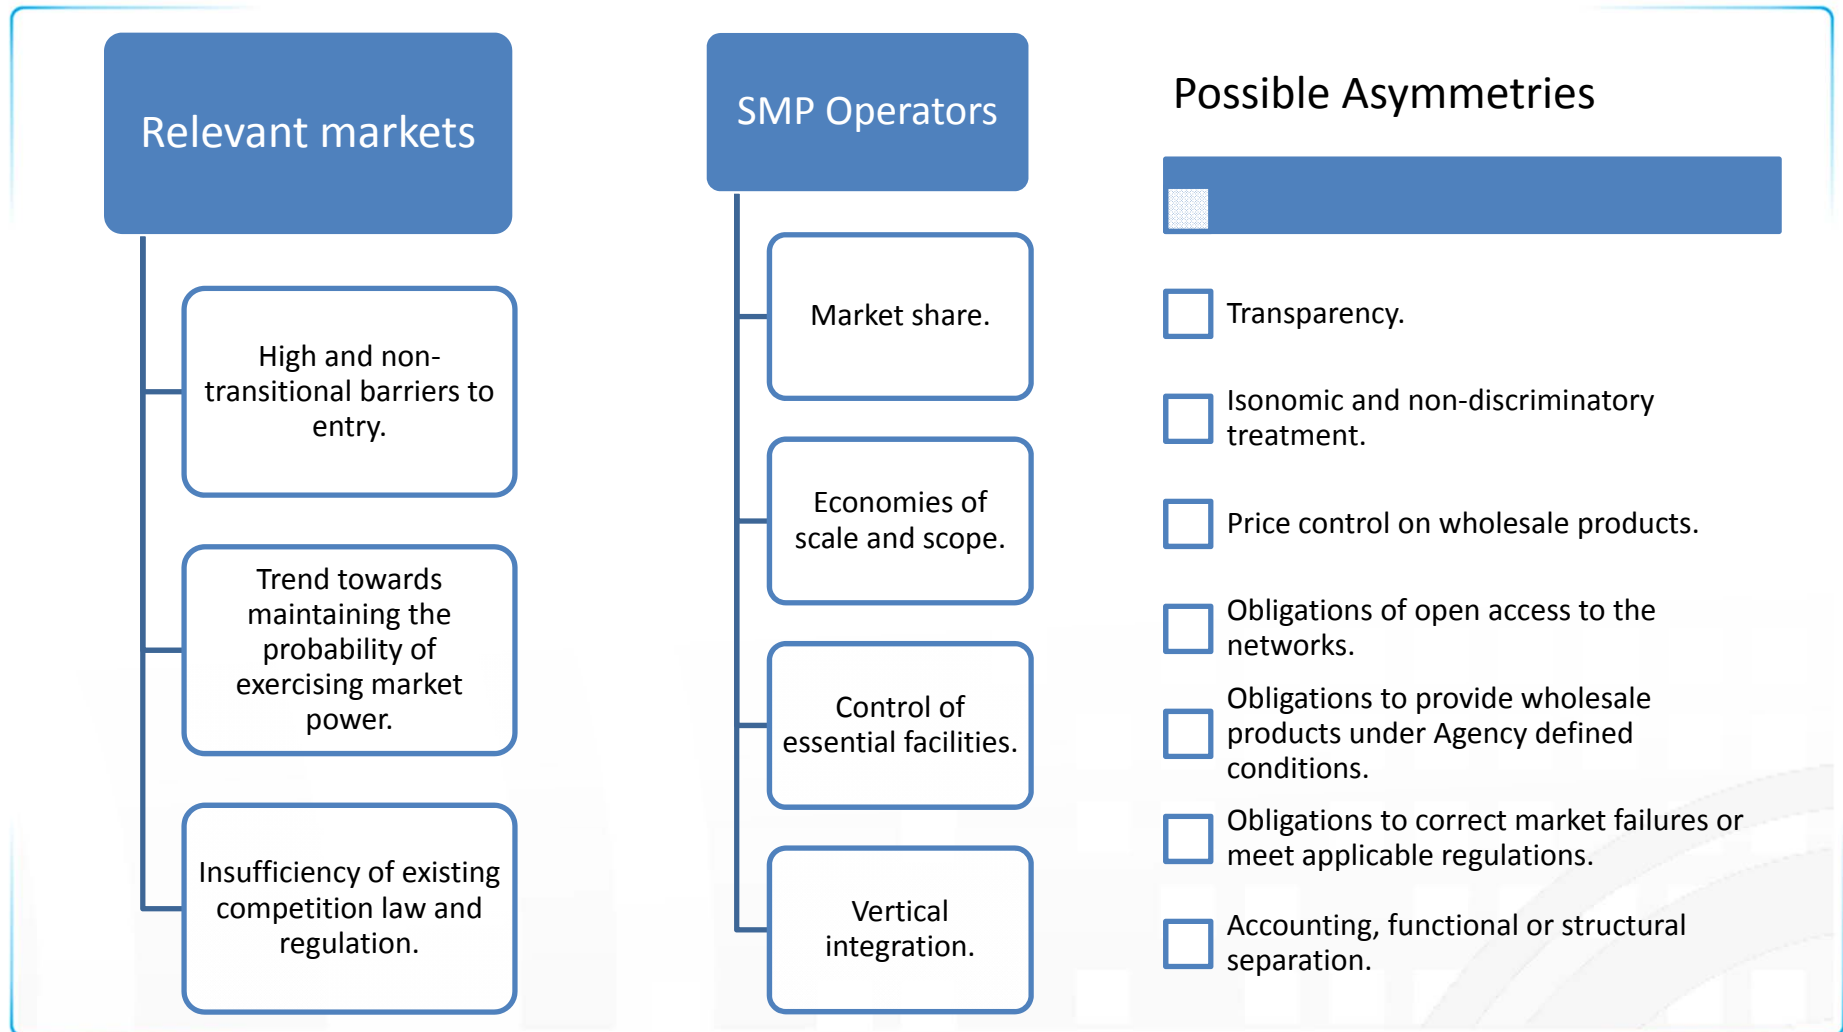 Relevant markets
High and non-
transitional barriers to
entry.
Trend towards
maintaining the
probability of
exercising market
power.
Insufficiency of existing
competition law and
regulation.
SMP Operators
Market share.
Economies of
scale and scope.
Control of
essential facilities.
Vertical
integration.
Possible Asymmetries
Transparency.
Isonomic and non-discriminatory
treatment.
Price control on wholesale products.
Obligations of open access to the
networks.
Obligations to provide wholesale
products under Agency defined
conditions.
Obligations to correct market failures or
meet applicable regulations.
Accounting, functional or structural
separation.